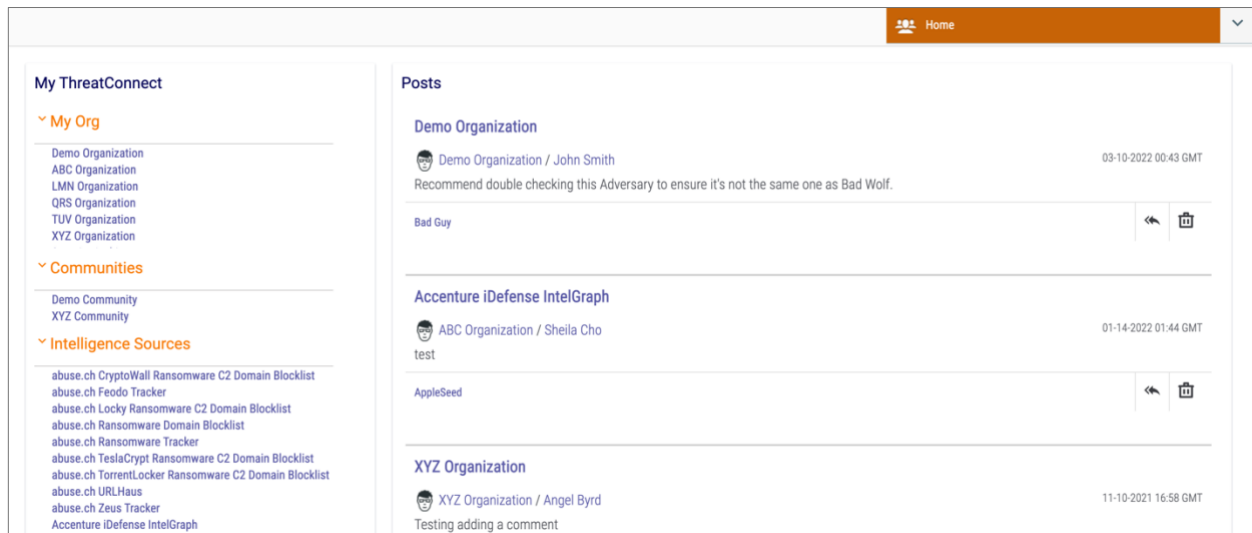 Home
My ThreatConnect
My Org
Demo Organization
ABC Organization
LMN Organization
QRS Organization
TUV Organization
XYZ Organization
Communities
Demo Community
XYZ Community
Intelligence Sources
abuse.ch CryptoWall Ransomware C2 Domain Blocklist
abuse.ch Feodo Tracker
abuse.ch Locky Ransomware C2 Domain Blocklist
abuse.ch Ransomware Domain Blocklist
abuse.ch Ransomware Tracker
abuse.ch TeslaCrypt Ransomware C2 Domain Blocklist
abuse.ch TorrentLocker Ransomware C2 Domain Blocklist
abuse.ch URLHaus
abuse.ch Zeus Tracker
Accenture iDefense IntelGraph
Posts
Demo Organization
Demo Organization / John Smith 03-10-2022 00:43 GMT
Recommend double checking this Adversary to ensure it's not the same one as Bad Wolf.
Bad Guy
Accenture iDefense IntelGraph
ABC Organization / Sheila Cho 01-14-2022 01:44 GMT
test
AppleSeed
XYZ Organization
XYZ Organization / Angel Byrd 11-10-2021 16:58 GMT
Testing adding a comment